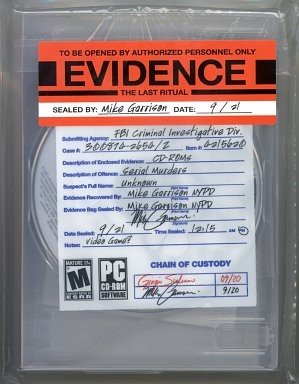 TO BE OPENED BY AUTHORIZED PERSONNEL ONLY
EVIDENCE
THE LAST RITUAL
SEALED BY: Mike Garrison DATE: 9/21
Submitting Agency: FBI Criminal Investigative Div.
Case #: 300876-2656/2 Item #: 4215620
Description of Enclosed Evidence: CD-ROMs
Description of Offense: Serial Murders
Suspect's Full Name: Unknown
Evidence Recovered By: Mike Garrison NYPD
Evidence Bag Sealed By: Mike Garrison NYPD
Date Sealed: 9/21 Time Sealed: 12:15 AM PM
Notes: Video Game?
MATURE 17+
M
ESRB
PC
CD-ROM
SOFTWARE
CHAIN OF CUSTODY
09/20
9/20